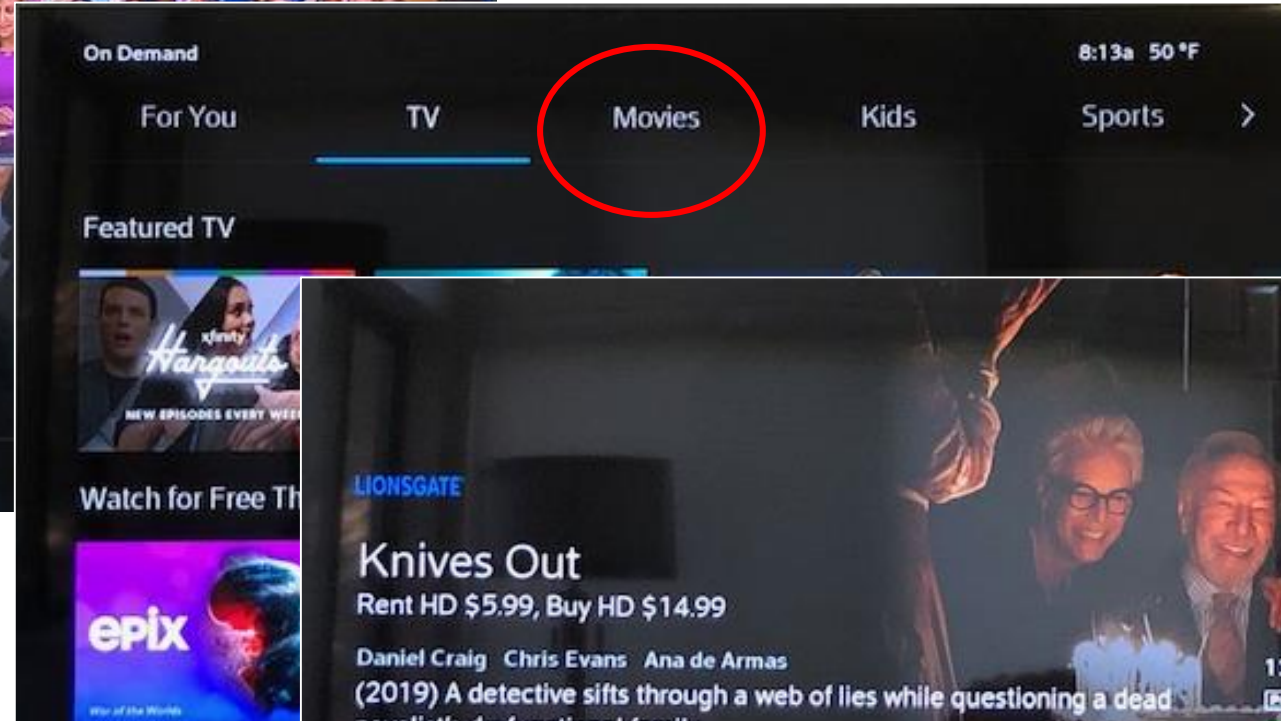 On Demand
8:13a 50 °F
For You TV Movies Kids Sports >
Featured TV
xfinity
Hangouts
NEW EPISODES EVERY
Watch for Free
LIONSGATE
Knives Out
Rent HD $5.99, Buy HD $14.99
epix
Daniel Craig Chris Evans Ana de Armas
(2019) A detective sifts through a web of lies while questioning a dead
War of the Worlds